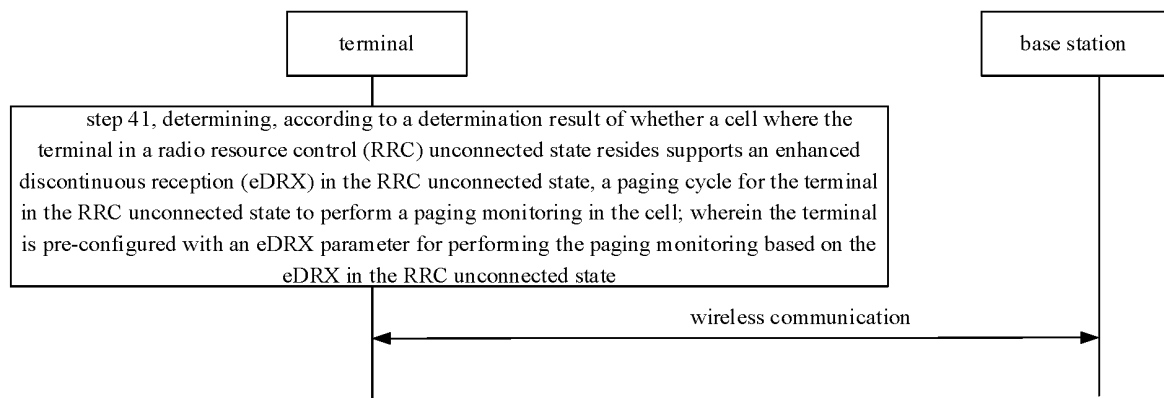 terminal
base station
step 41, determining, according to a determination result of whether a cell where the
terminal in a radio resource control (RRC) unconnected state resides supports an enhanced
discontinuous reception (eDRX) in the RRC unconnected state, a paging cycle for the terminal
in the RRC unconnected state to perform a paging monitoring in the cell; wherein the terminal
is pre-configured with an eDRX parameter for performing the paging monitoring based on the
eDRX in the RRC unconnected state
wireless communication